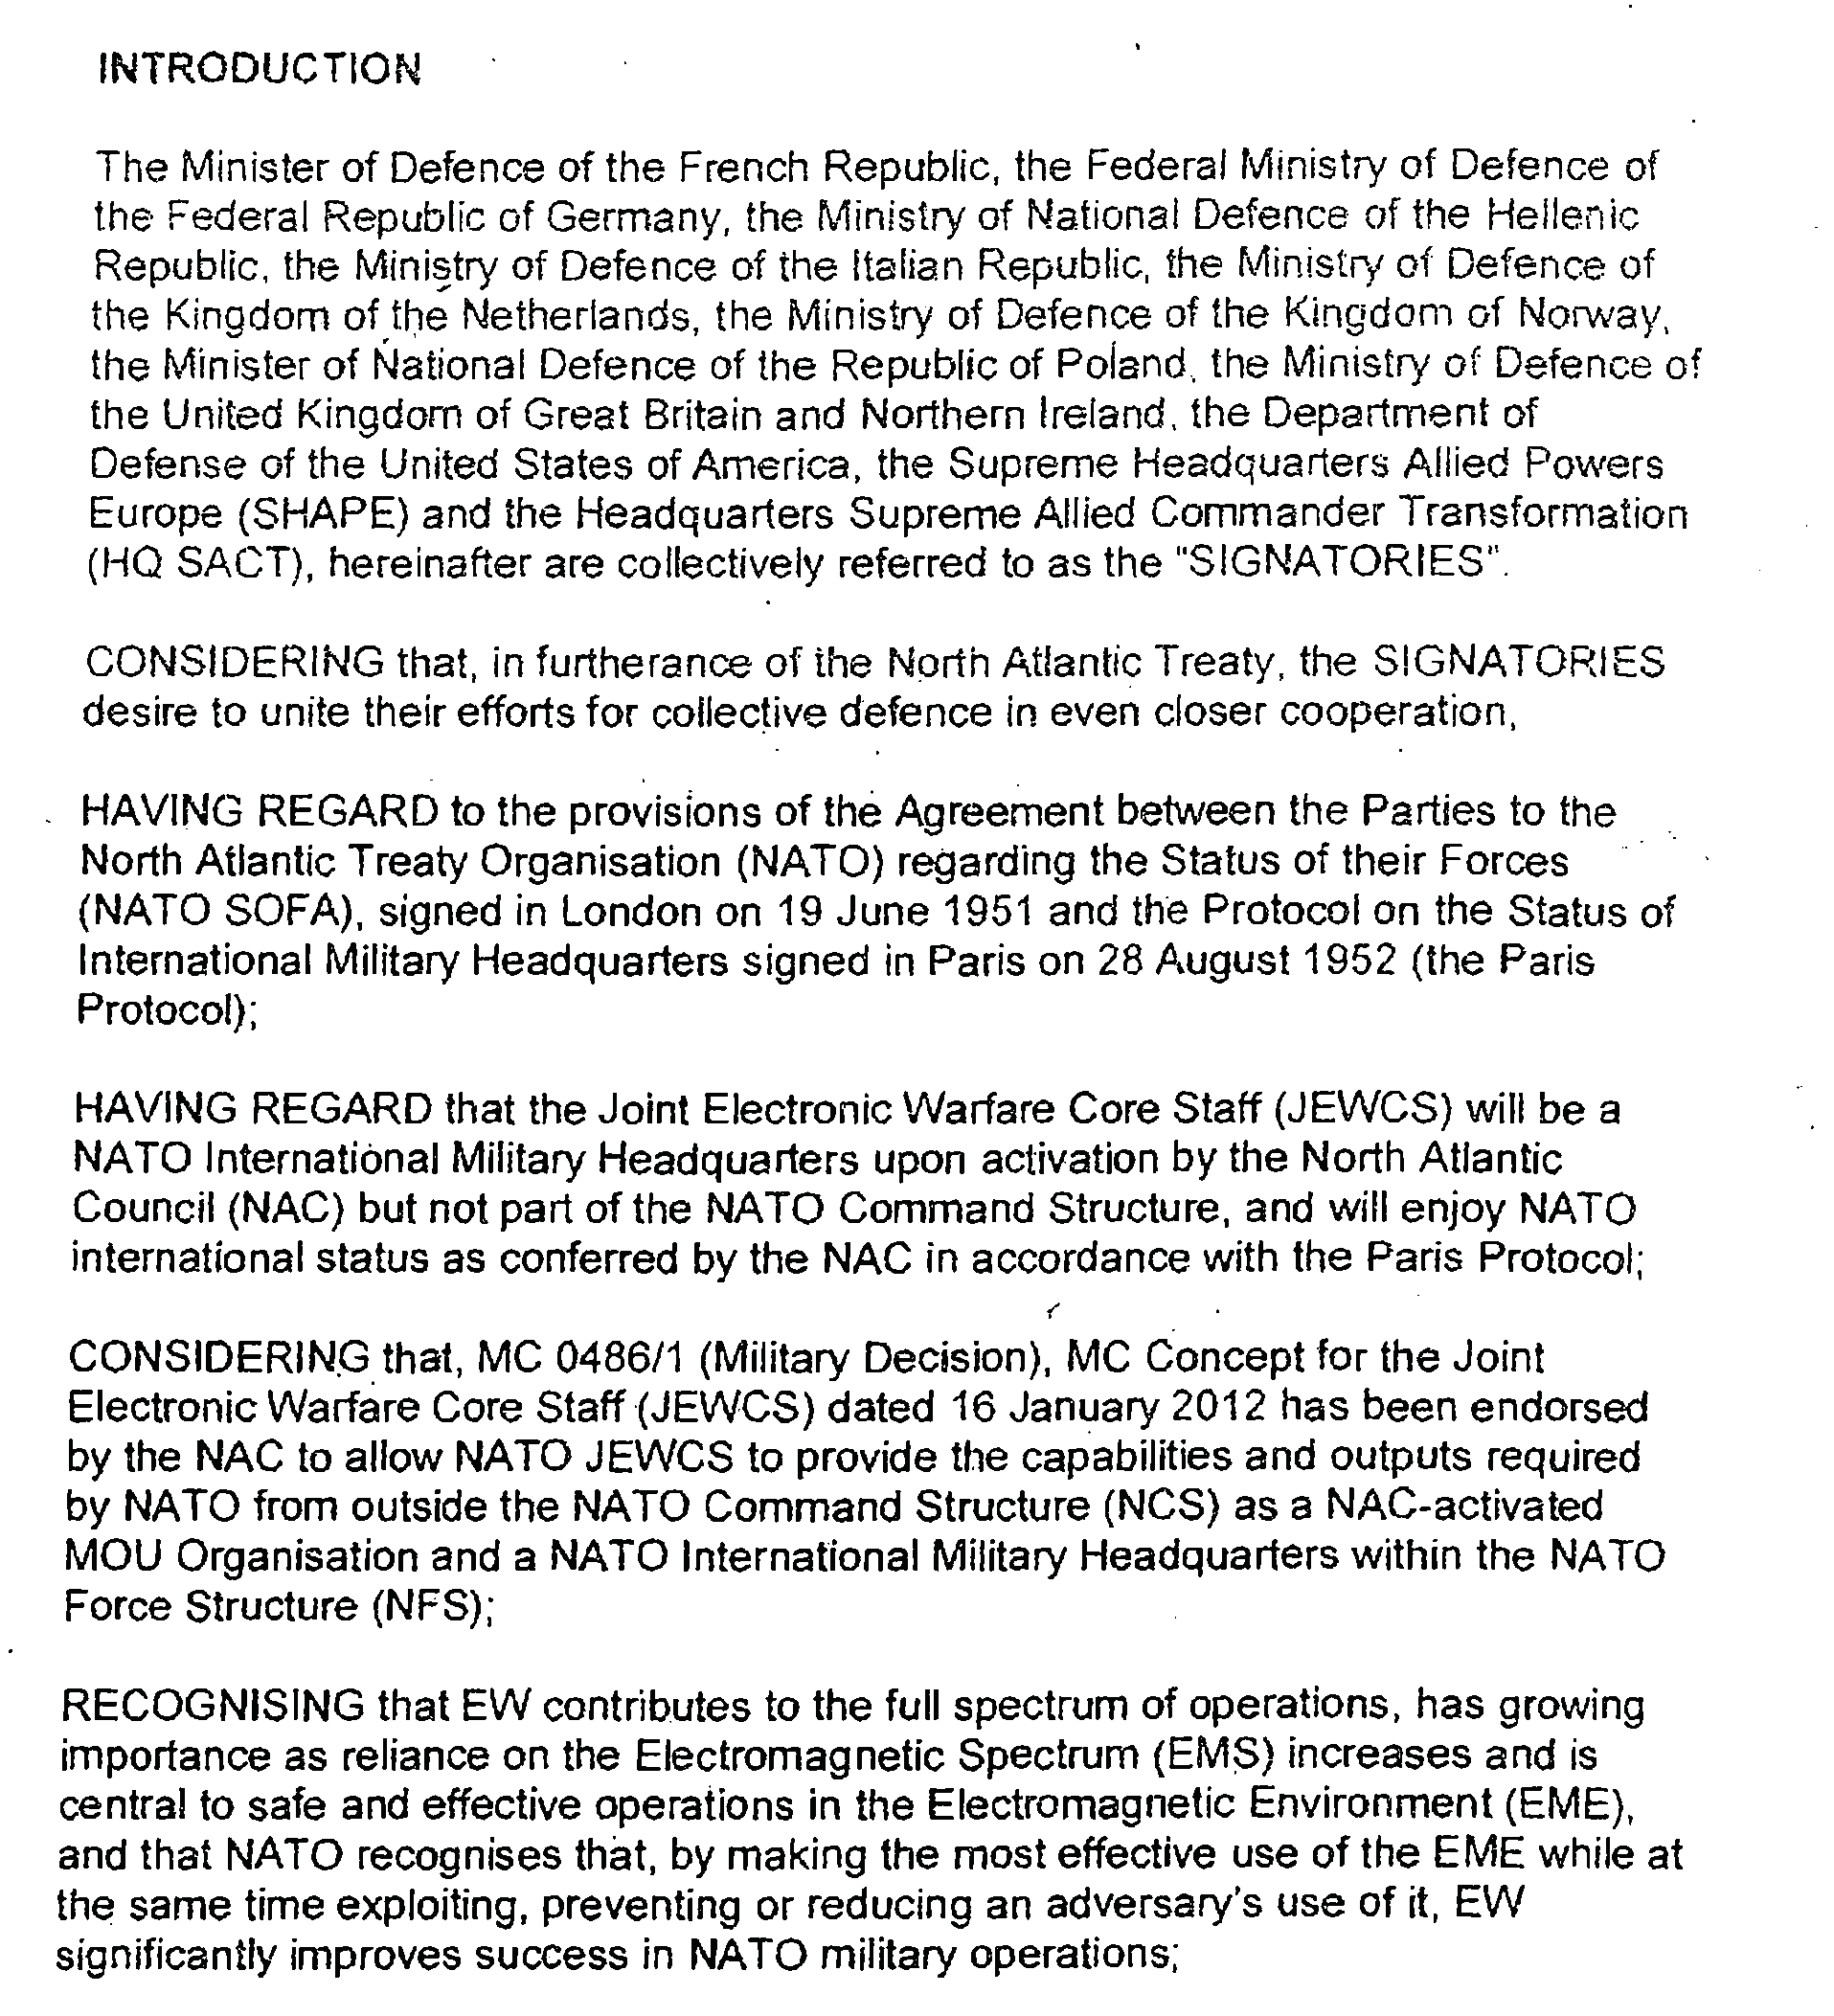 INTRODUCTION
The Minister of Defence of the French Republic, the Federal Ministry of Defence of
the Federal Republic of Germany, the Ministry of National Defence of the Hellenic
Republic, the Ministry of Defence of the Italian Republic, the Ministry of Defence of
the Kingdom of the Netherlands, the Ministry of Defence of the Kingdom of Norway,
the Minister of National Defence of the Republic of Poland, the Ministry of Defence of
the United Kingdom of Great Britain and Northern Ireland, the Department of
Defense of the United States of America, the Supreme Headquarters Allied Powers
Europe (SHAPE) and the Headquarters Supreme Allied Commander Transformation
(HQ SACT), hereinafter are collectively referred to as the "SIGNATORIES".
CONSIDERING that, in furtherance of the North Atlantic Treaty, the SIGNATORIES
desire to unite their efforts for collective defence in even closer cooperation,
HAVING REGARD to the provisions of the Agreement between the Parties to the
North Atlantic Treaty Organisation (NATO) regarding the Status of their Forces
(NATO SOFA), signed in London on 19 June 1951 and the Protocol on the Status of
International Military Headquarters signed in Paris on 28 August 1952 (the Paris
Protocol);
HAVING REGARD that the Joint Electronic Warfare Core Staff (JEWCS) will be a
NATO International Military Headquarters upon activation by the North Atlantic
Council (NAC) but not part of the NATO Command Structure, and will enjoy NATO
international status as conferred by the NAC in accordance with the Paris Protocol;
CONSIDERING that, MC 0486/1 (Military Decision), MC Concept for the Joint
Electronic Warfare Core Staff (JEWCS) dated 16 January 2012 has been endorsed
by the NAC to allow NATO JEWCS to provide the capabilities and outputs required
by NATO from outside the NATO Command Structure (NCS) as a NAC-activated
MOU Organisation and a NATO International Military Headquarters within the NATO
Force Structure (NFS);
RECOGNISING that EW contributes to the full spectrum of operations, has growing
importance as reliance on the Electromagnetic Spectrum (EMS) increases and is
central to safe and effective operations in the Electromagnetic Environment (EME),
and that NATO recognises that, by making the most effective use of the EME while at
the same time exploiting, preventing or reducing an adversary's use of it, EW
significantly improves success in NATO military operations;